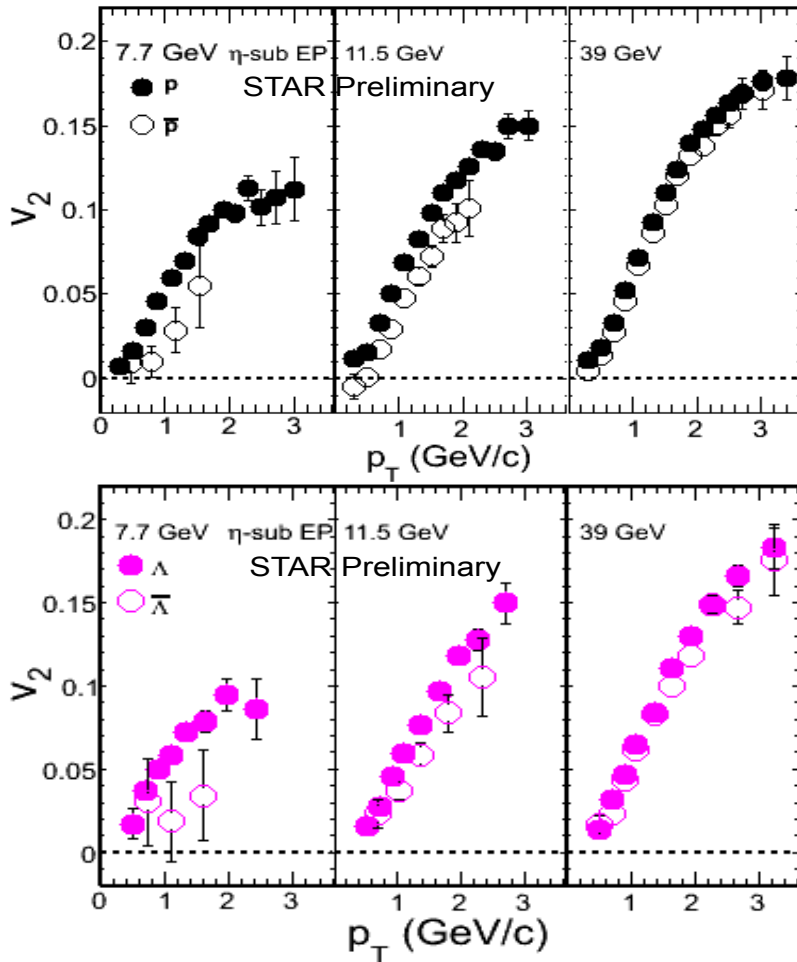 0.2
7.7 GeV η-sub EP
11.5 GeV
39 GeV
STAR Preliminary
p
p̅
0.15
0.1
0.05
0
V₂
0 1 2 3
1 2 3
1 2 3
p_T (GeV/c)
0.2
7.7 GeV η-sub EP
11.5 GeV
39 GeV
STAR Preliminary
Λ
Λ̅
0.15
0.1
0.05
0
V₂
0 1 2 3
1 2 3
1 2 3
p_T (GeV/c)